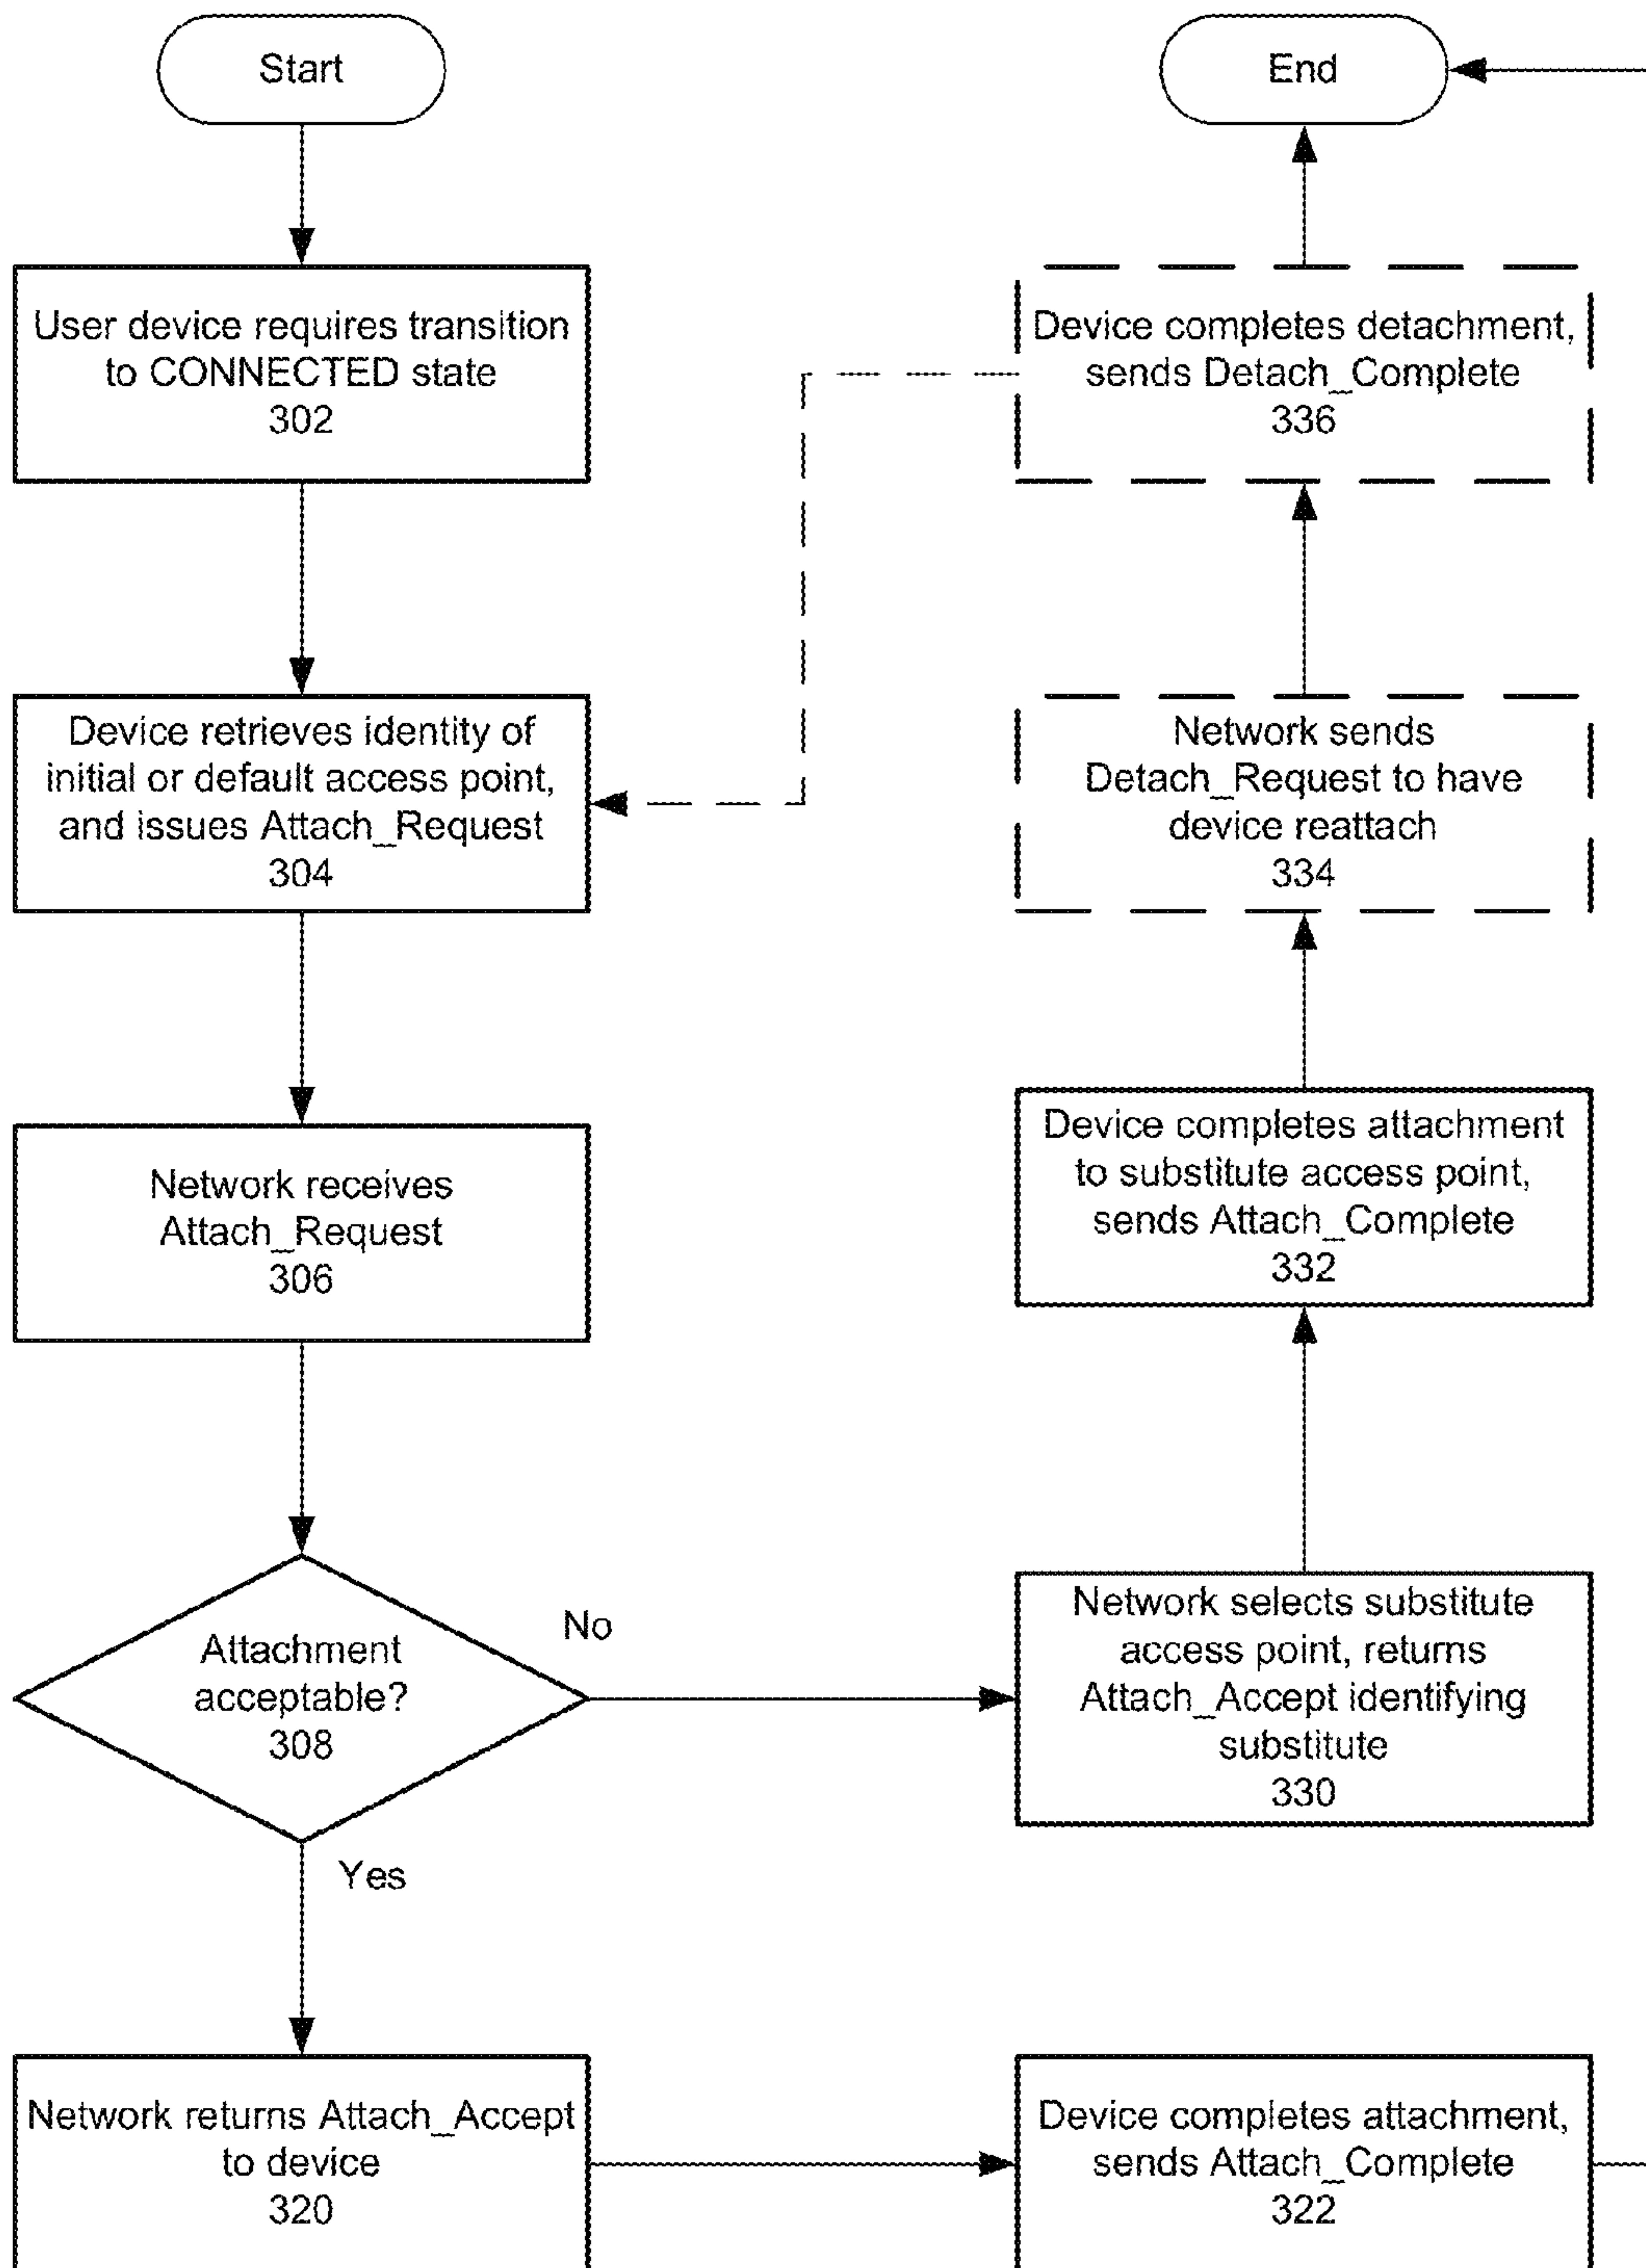 Start
User device requires transition
to CONNECTED state
302
Device retrieves identity of
initial or default access point,
and issues Attach_Request
304
Network receives
Attach_Request
306
Attachment
acceptable?
308
No
Yes
Network returns Attach_Accept
to device
320
Device completes attachment,
sends Attach_Complete
322
Network selects substitute
access point, returns
Attach_Accept identifying
substitute
330
Device completes attachment
to substitute access point,
sends Attach_Complete
332
Network sends
Detach_Request to have
device reattach
334
Device completes detachment,
sends Detach_Complete
336
End